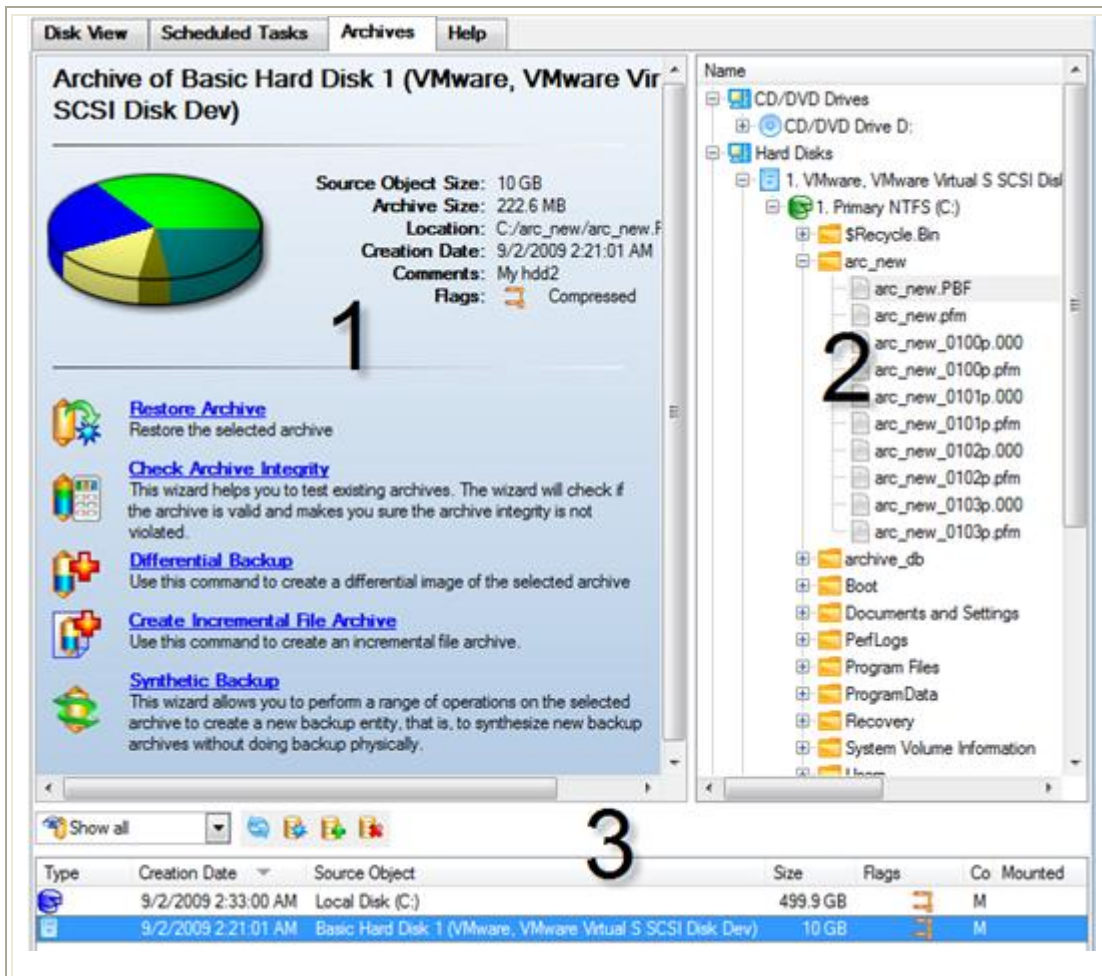 Disk View Scheduled Tasks Archives Help
Archive of Basic Hard Disk 1 (VMware, VMware Vir
SCSI Disk Dev)
Source Object Size: 10 GB
Archive Size: 222.6 MB
Location: C:/arc_new/arc_new.F
Creation Date: 9/2/2009 2:21:01 AM
Comments: My hdd2
Flags: Compressed
1
Restore Archive
Restore the selected archive
Check Archive Integrity
This wizard helps you to test existing archives. The wizard will check if
the archive is valid and makes you sure the archive integrity is not
violated.
Differential Backup
Use this command to create a differential image of the selected archive
Create Incremental File Archive
Use this command to create an incremental file archive.
Synthetic Backup
This wizard allows you to perform a range of operations on the selected
archive to create a new backup entity, that is, to synthesize new backup
archives without doing backup physically.
Name
CD/DVD Drives
CD/DVD Drive D:
Hard Disks
1. VMware, VMware Virtual S SCSI Disl
1. Primary NTFS (C:)
$Recycle.Bin
arc_new
arc_new.PBF
arc_new.pfm
arc_new_0100p.000
2
arc_new_0100p.pfm
arc_new_0101p.000
arc_new_0101p.pfm
arc_new_0102p.000
arc_new_0102p.pfm
arc_new_0103p.000
arc_new_0103p.pfm
archive_db
Boot
Documents and Settings
PerfLogs
Program Files
ProgramData
Recovery
System Volume Information
Users
Show all
3
Type Creation Date Source Object Size Flags Co Mounted
9/2/2009 2:33:00 AM Local Disk (C:) 499.9 GB M
9/2/2009 2:21:01 AM Basic Hard Disk 1 (VMware, VMware Virtual S SCSI Disk Dev) 10 GB M